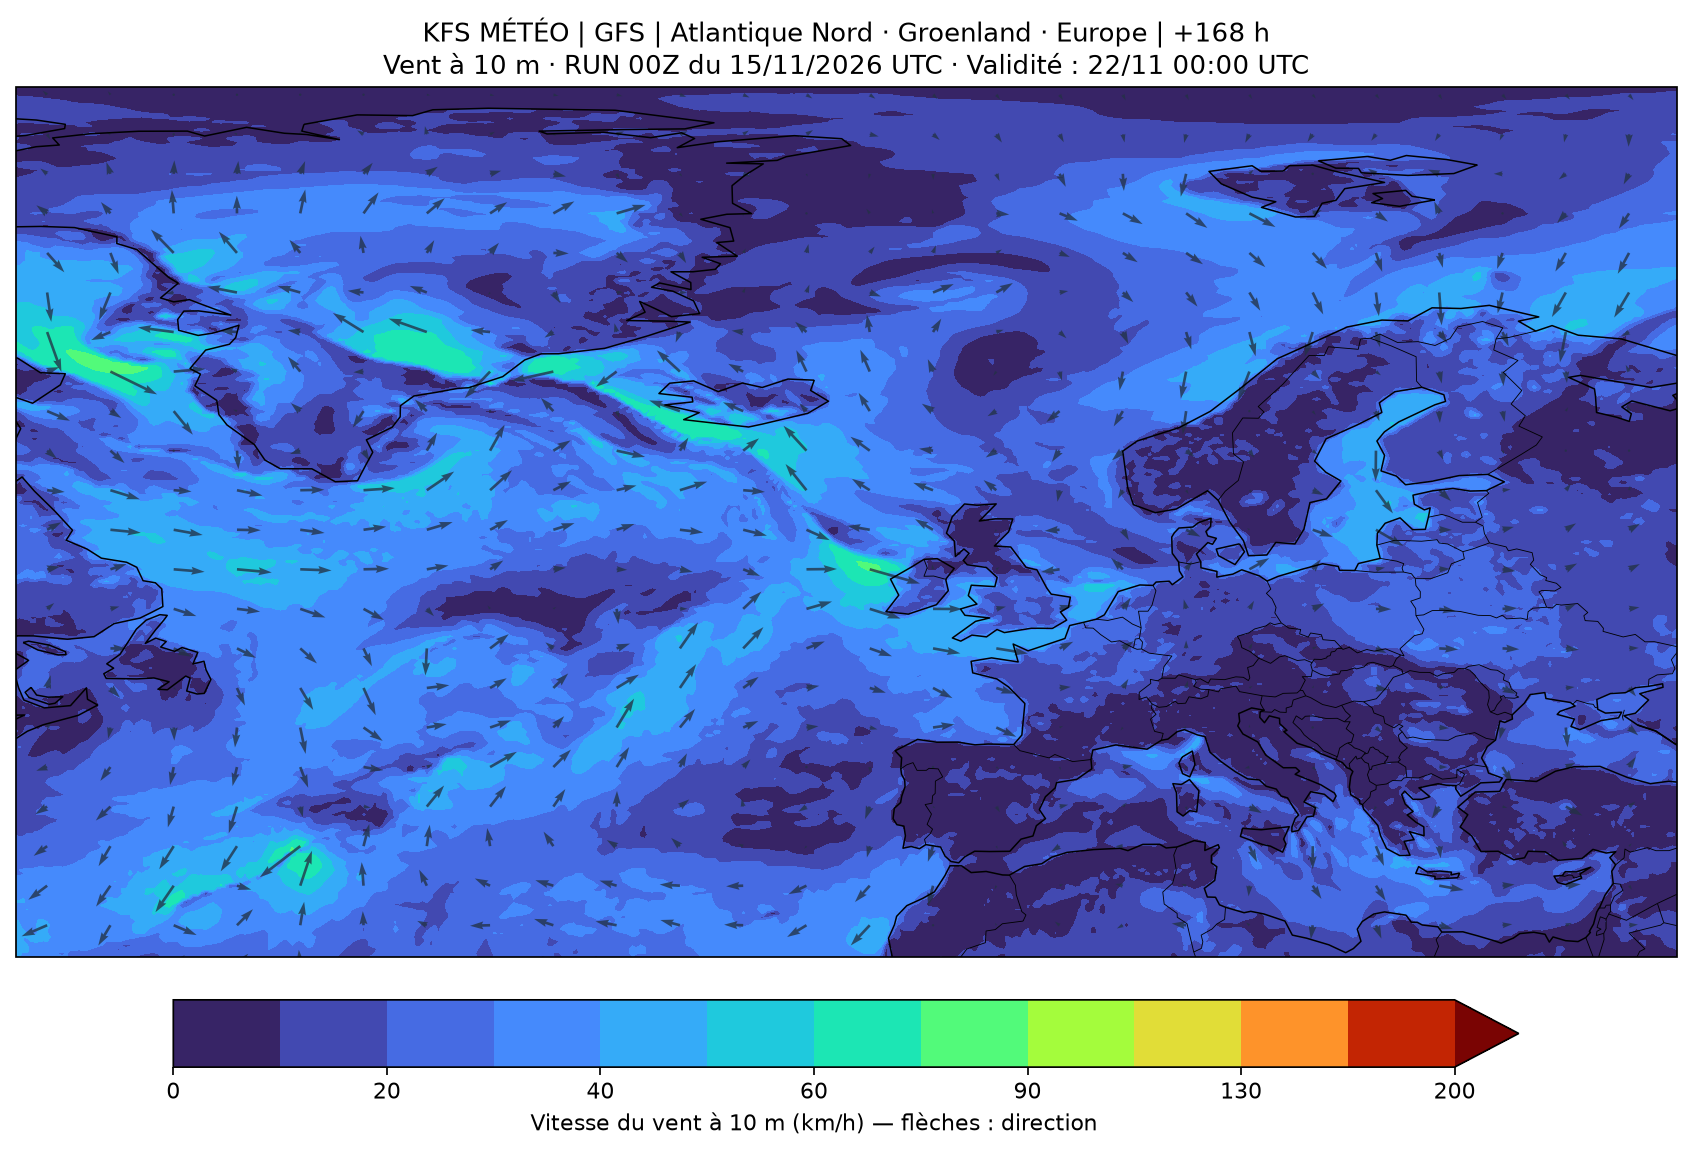 KFS MÉTÉO | GFS | Atlantique Nord · Groenland · Europe | +168 h
Vent à 10 m · RUN 00Z du 15/11/2026 UTC · Validité : 22/11 00:00 UTC
0 20 40 60 90 130 200
Vitesse du vent à 10 m (km/h) — flèches : direction